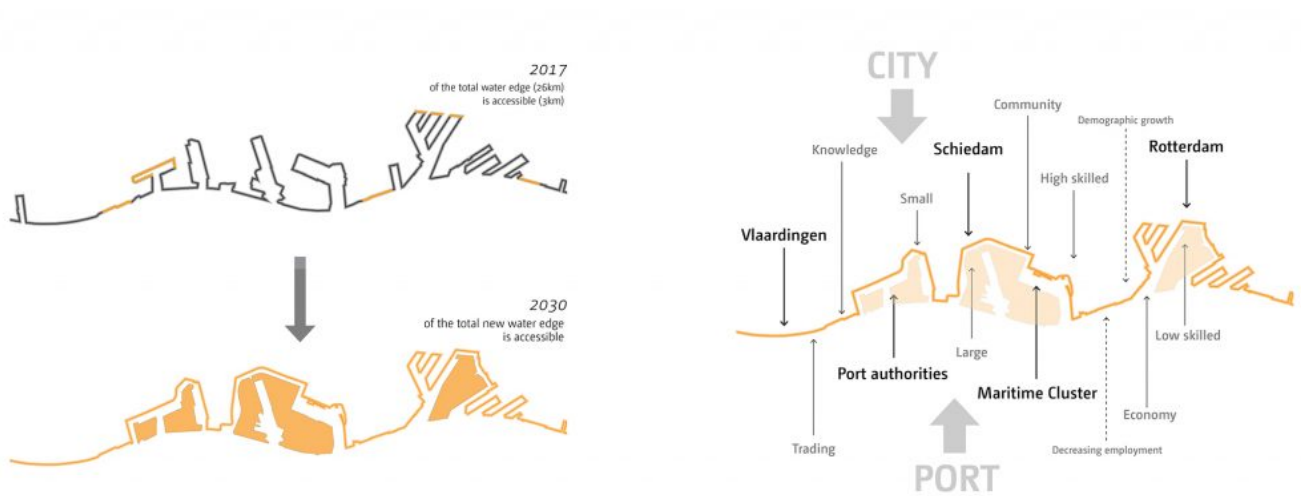 2017
of the total water edge (26km)
is accessible (3km)
2030
of the total new water edge
is accessible
CITY
Community
Demographic growth
Knowledge
Schiedam
Rotterdam
High skilled
Small
Vlaardingen
Low skilled
Large
Port authorities
Maritime Cluster
Economy
Trading
Decreasing employment
PORT